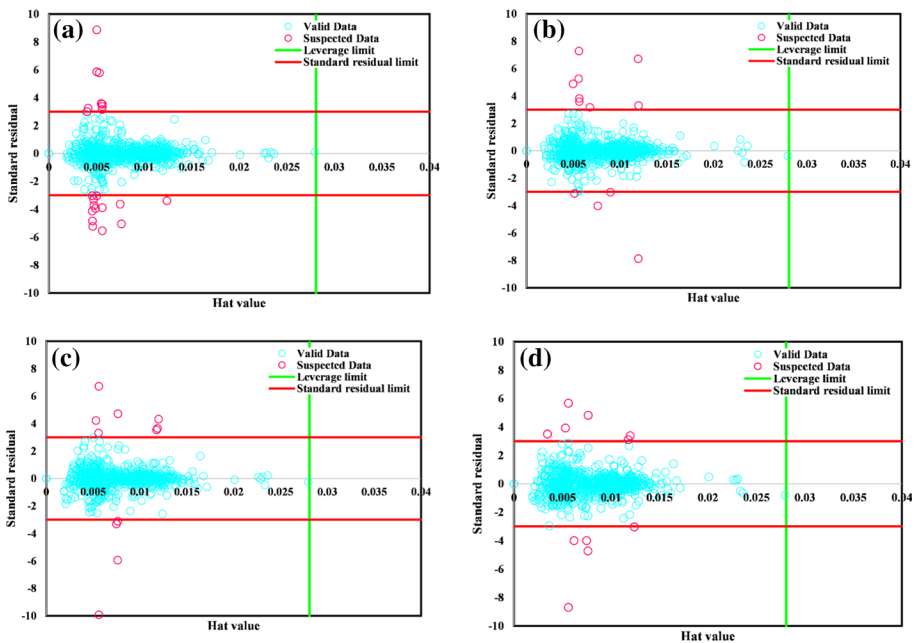 (a)
Valid Data
Suspected Data
Leverage limit
Standard residual limit
10
8
6
4
2
0
-2
-4
-6
-8
-10
0
0.005
0.01
0.015
0.02
0.025
0.03
0.035
0.04
Standard residual
Hat value
(b)
Valid Data
Suspected Data
Leverage limit
Standard residual limit
10
8
6
4
2
0
-2
-4
-6
-8
-10
0
0.005
0.01
0.015
0.02
0.025
0.03
0.035
0.04
Standard residual
Hat value
(c)
Valid Data
Suspected Data
Leverage limit
Standard residual limit
10
8
6
4
2
0
-2
-4
-6
-8
-10
0
0.005
0.01
0.015
0.02
0.025
0.03
0.035
0.04
Standard residual
Hat value
(d)
Valid Data
Suspected Data
Leverage limit
Standard residual limit
10
8
6
4
2
0
-2
-4
-6
-8
-10
0
0.005
0.01
0.015
0.02
0.025
0.03
0.035
0.04
Standard residual
Hat value